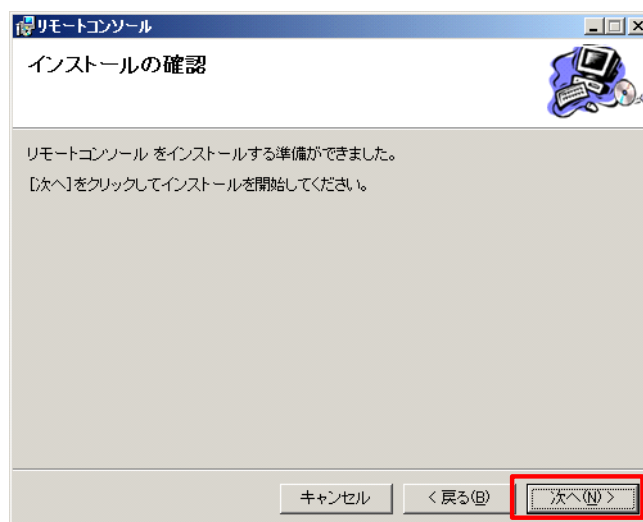 リモートコンソール
インストールの確認
リモートコンソール をインストールする準備ができました。
[次へ]をクリックしてインストールを開始してください。
キャンセル
< 戻る(B)
次へ(N) >